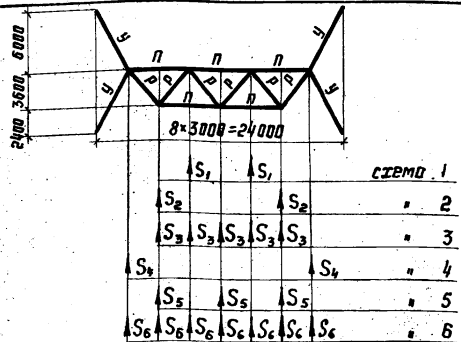 6000
3600
2400
У У
У У
П П П
Р Р Р Р Р Р
П П
8×3000=24000
S₁ S₁ схема 1
S₂ S₂ " 2
S₃ S₃ S₃ S₃ S₃ " 3
S₄ S₄ " 4
S₅ S₅ S₅ " 5
S₆ S₆ S₆ S₆ S₆ S₆ S₆ " 6